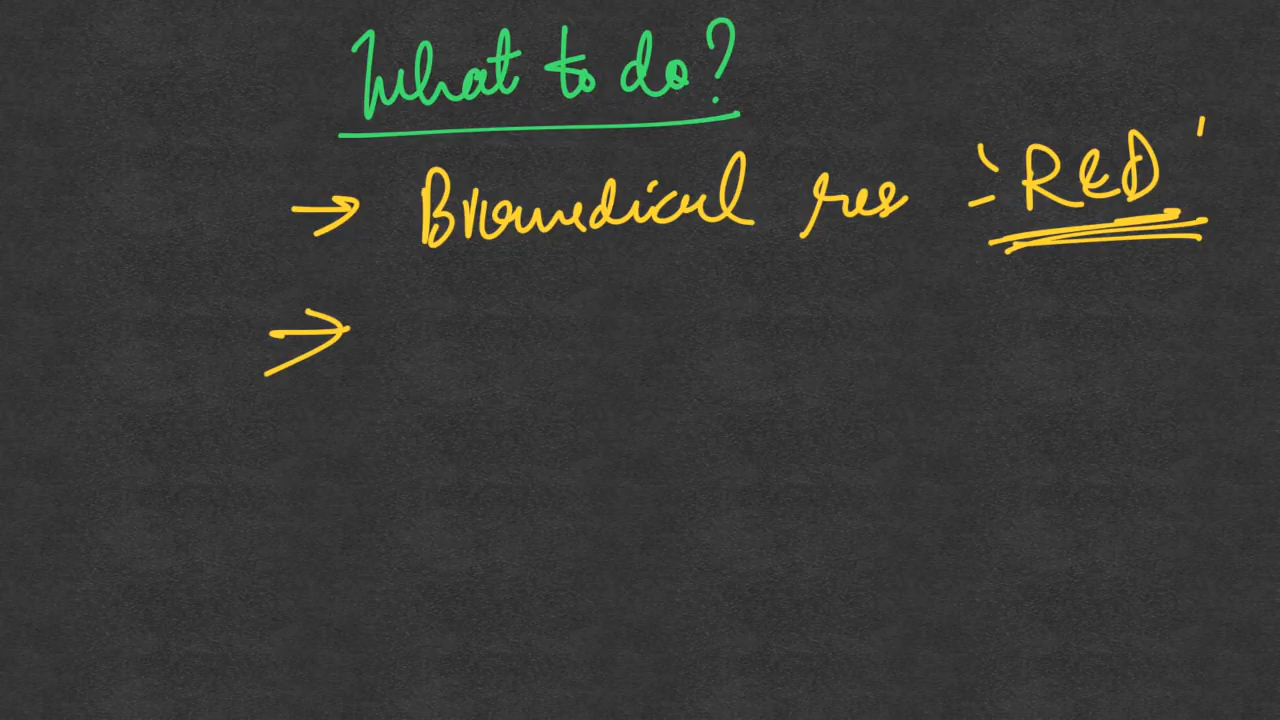 What to do?
→ Biomedical res - 'R&D'
→